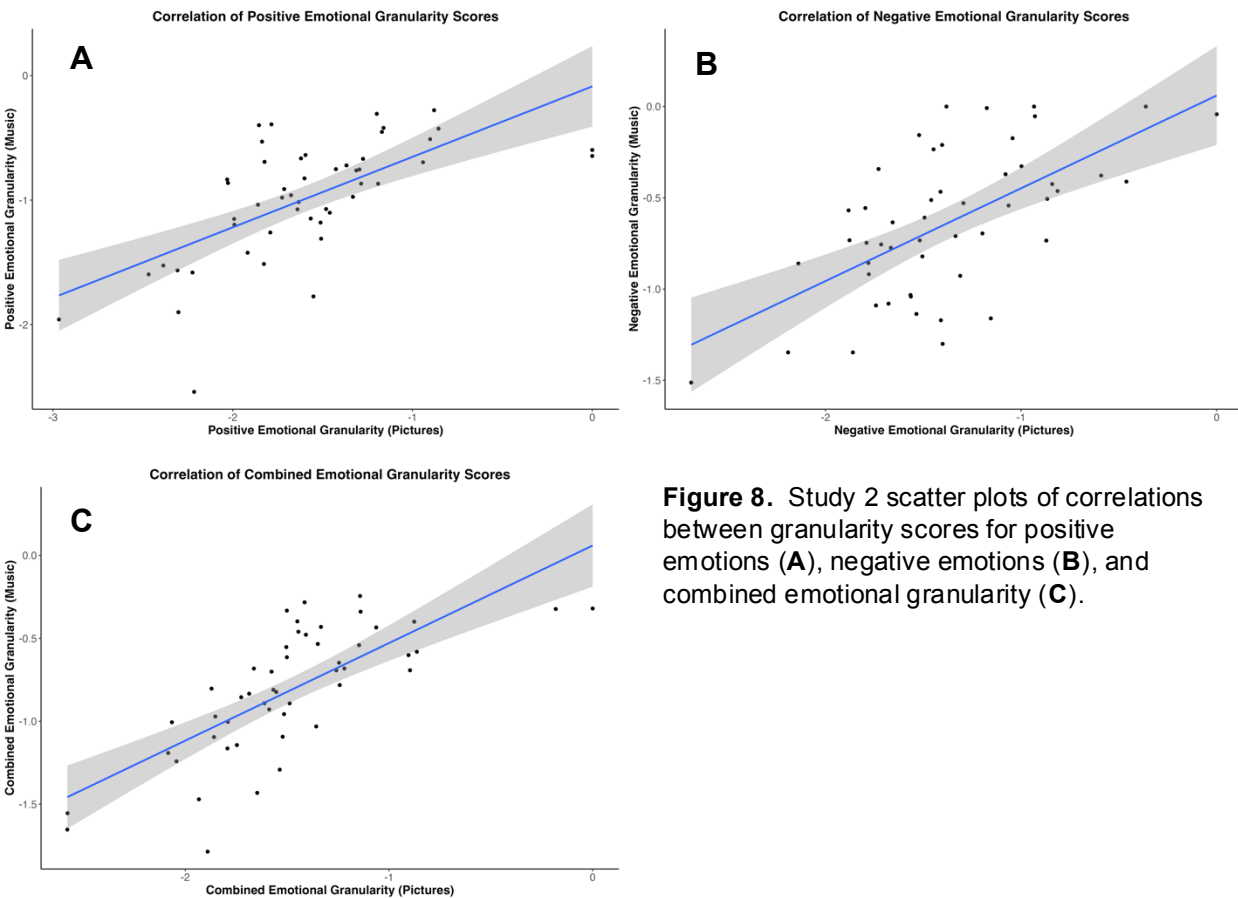 Correlation of Positive Emotional Granularity Scores
A
Positive Emotional Granularity (Music)
0
-1
-2
-3
-2
-1
0
Positive Emotional Granularity (Pictures)
Correlation of Negative Emotional Granularity Scores
B
Negative Emotional Granularity (Music)
0.0
-0.5
-1.0
-1.5
-2
-1
0
Negative Emotional Granularity (Pictures)
Correlation of Combined Emotional Granularity Scores
C
Combined Emotional Granularity (Music)
0.0
-0.5
-1.0
-1.5
-2
-1
0
Combined Emotional Granularity (Pictures)
Figure 8. Study 2 scatter plots of correlations
between granularity scores for positive
emotions (A), negative emotions (B), and
combined emotional granularity (C).